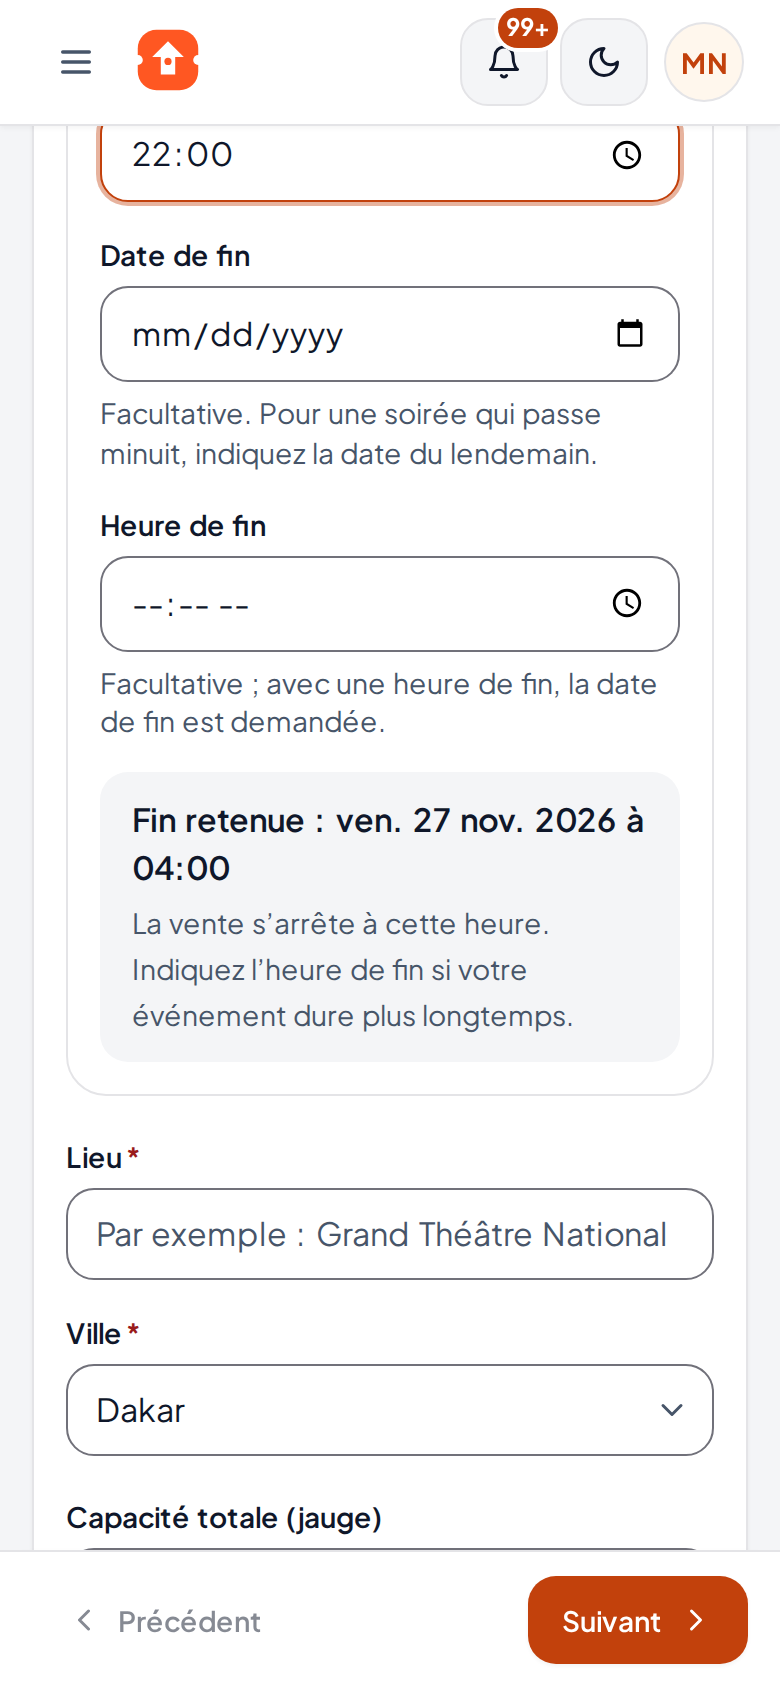 99+
MN
22:00
Date de fin
mm/dd/yyyy
Facultative. Pour une soirée qui passe
minuit, indiquez la date du lendemain.
Heure de fin
--:-- --
Facultative ; avec une heure de fin, la date
de fin est demandée.
Fin retenue : ven. 27 nov. 2026 à
04:00
La vente s’arrête à cette heure.
Indiquez l’heure de fin si votre
événement dure plus longtemps.
Lieu *
Par exemple : Grand Théâtre National
Ville *
Dakar
Capacité totale (jauge)
Précédent
Suivant